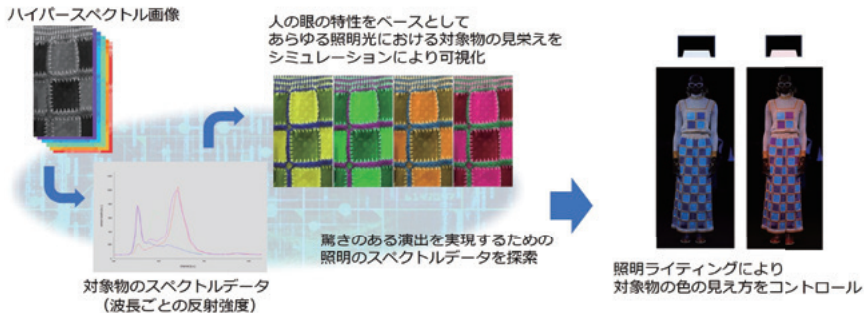 ハイパースペクトル画像
人の眼の特性をベースとして
あらゆる照明光における対象物の見栄えを
シミュレーションにより可視化
対象物のスペクトルデータ
（波長ごとの反射強度）
驚きのある演出を実現するための
照明のスペクトルデータを探索
照明ライティングにより
対象物の色の見え方をコントロール